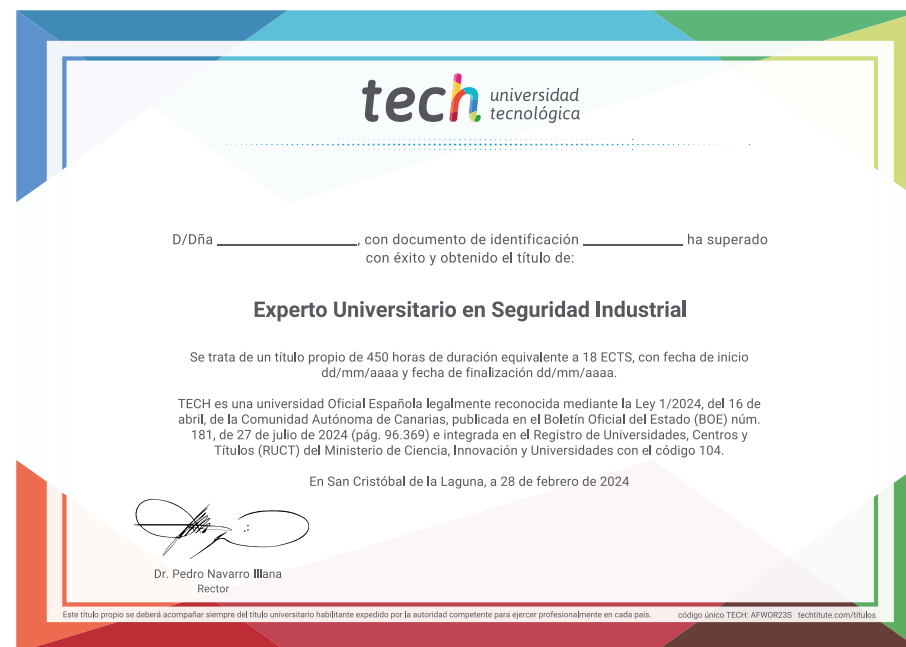 tech universidad
tecnológica
D/Dña ____________________, con documento de identificación ______________ ha superado
con éxito y obtenido el título de:
Experto Universitario en Seguridad Industrial
Se trata de un título propio de 450 horas de duración equivalente a 18 ECTS, con fecha de inicio
dd/mm/aaaa y fecha de finalización dd/mm/aaaa.
TECH es una universidad Oficial Española legalmente reconocida mediante la Ley 1/2024, del 16 de
abril, de la Comunidad Autónoma de Canarias, publicada en el Boletín Oficial del Estado (BOE) núm.
181, de 27 de julio de 2024 (pág. 96.369) e integrada en el Registro de Universidades, Centros y
Títulos (RUCT) del Ministerio de Ciencia, Innovación y Universidades con el código 104.
En San Cristóbal de la Laguna, a 28 de febrero de 2024
Dr. Pedro Navarro Illana
Rector
Este título propio se deberá acompañar siempre del título universitario habilitante expedido por la autoridad competente para ejercer profesionalmente en cada país. código único TECH: AFWOR23S techtitute.com/titulos